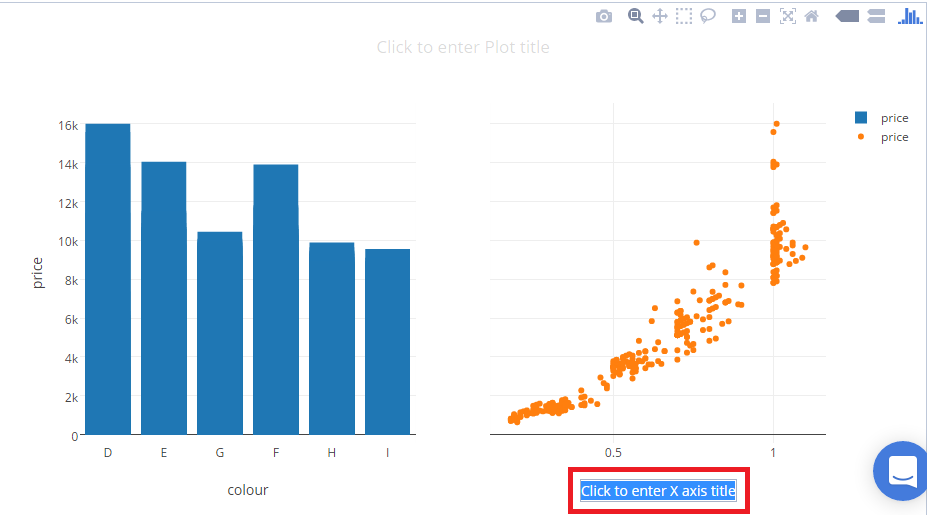 Click to enter Plot title
price
price
16k
14k
12k
10k
8k
6k
4k
2k
0
price
D E G F H I
colour
0.5 1
Click to enter X axis title